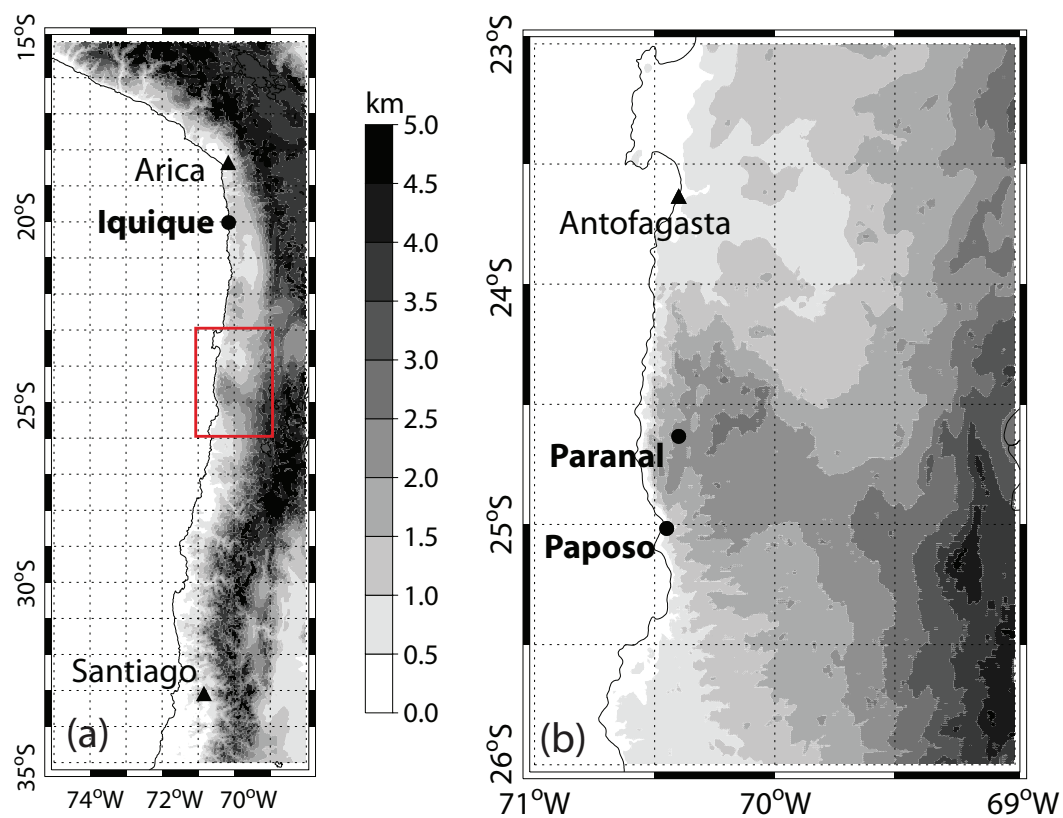 15°S
20°S
25°S
30°S
35°S
74°W
72°W
70°W
Arica
Iquique
Santiago
(a)
km
5.0
4.5
4.0
3.5
3.0
2.5
2.0
1.5
1.0
0.5
0.0
23°S
24°S
25°S
26°S
71°W
70°W
69°W
Antofagasta
Paranal
Paposo
(b)